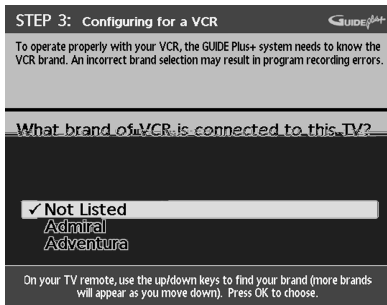 STEP 3: Configuring for a VCR
GUIDE Plus+
To operate properly with your VCR, the GUIDE Plus+ system needs to know the
VCR brand. An incorrect brand selection may result in program recording errors.
What brand of VCR is connected to this TV?
✓ Not Listed
Admiral
Adventura
On your TV remote, use the up/down keys to find your brand (more brands
will appear as you move down). Press OK to choose.